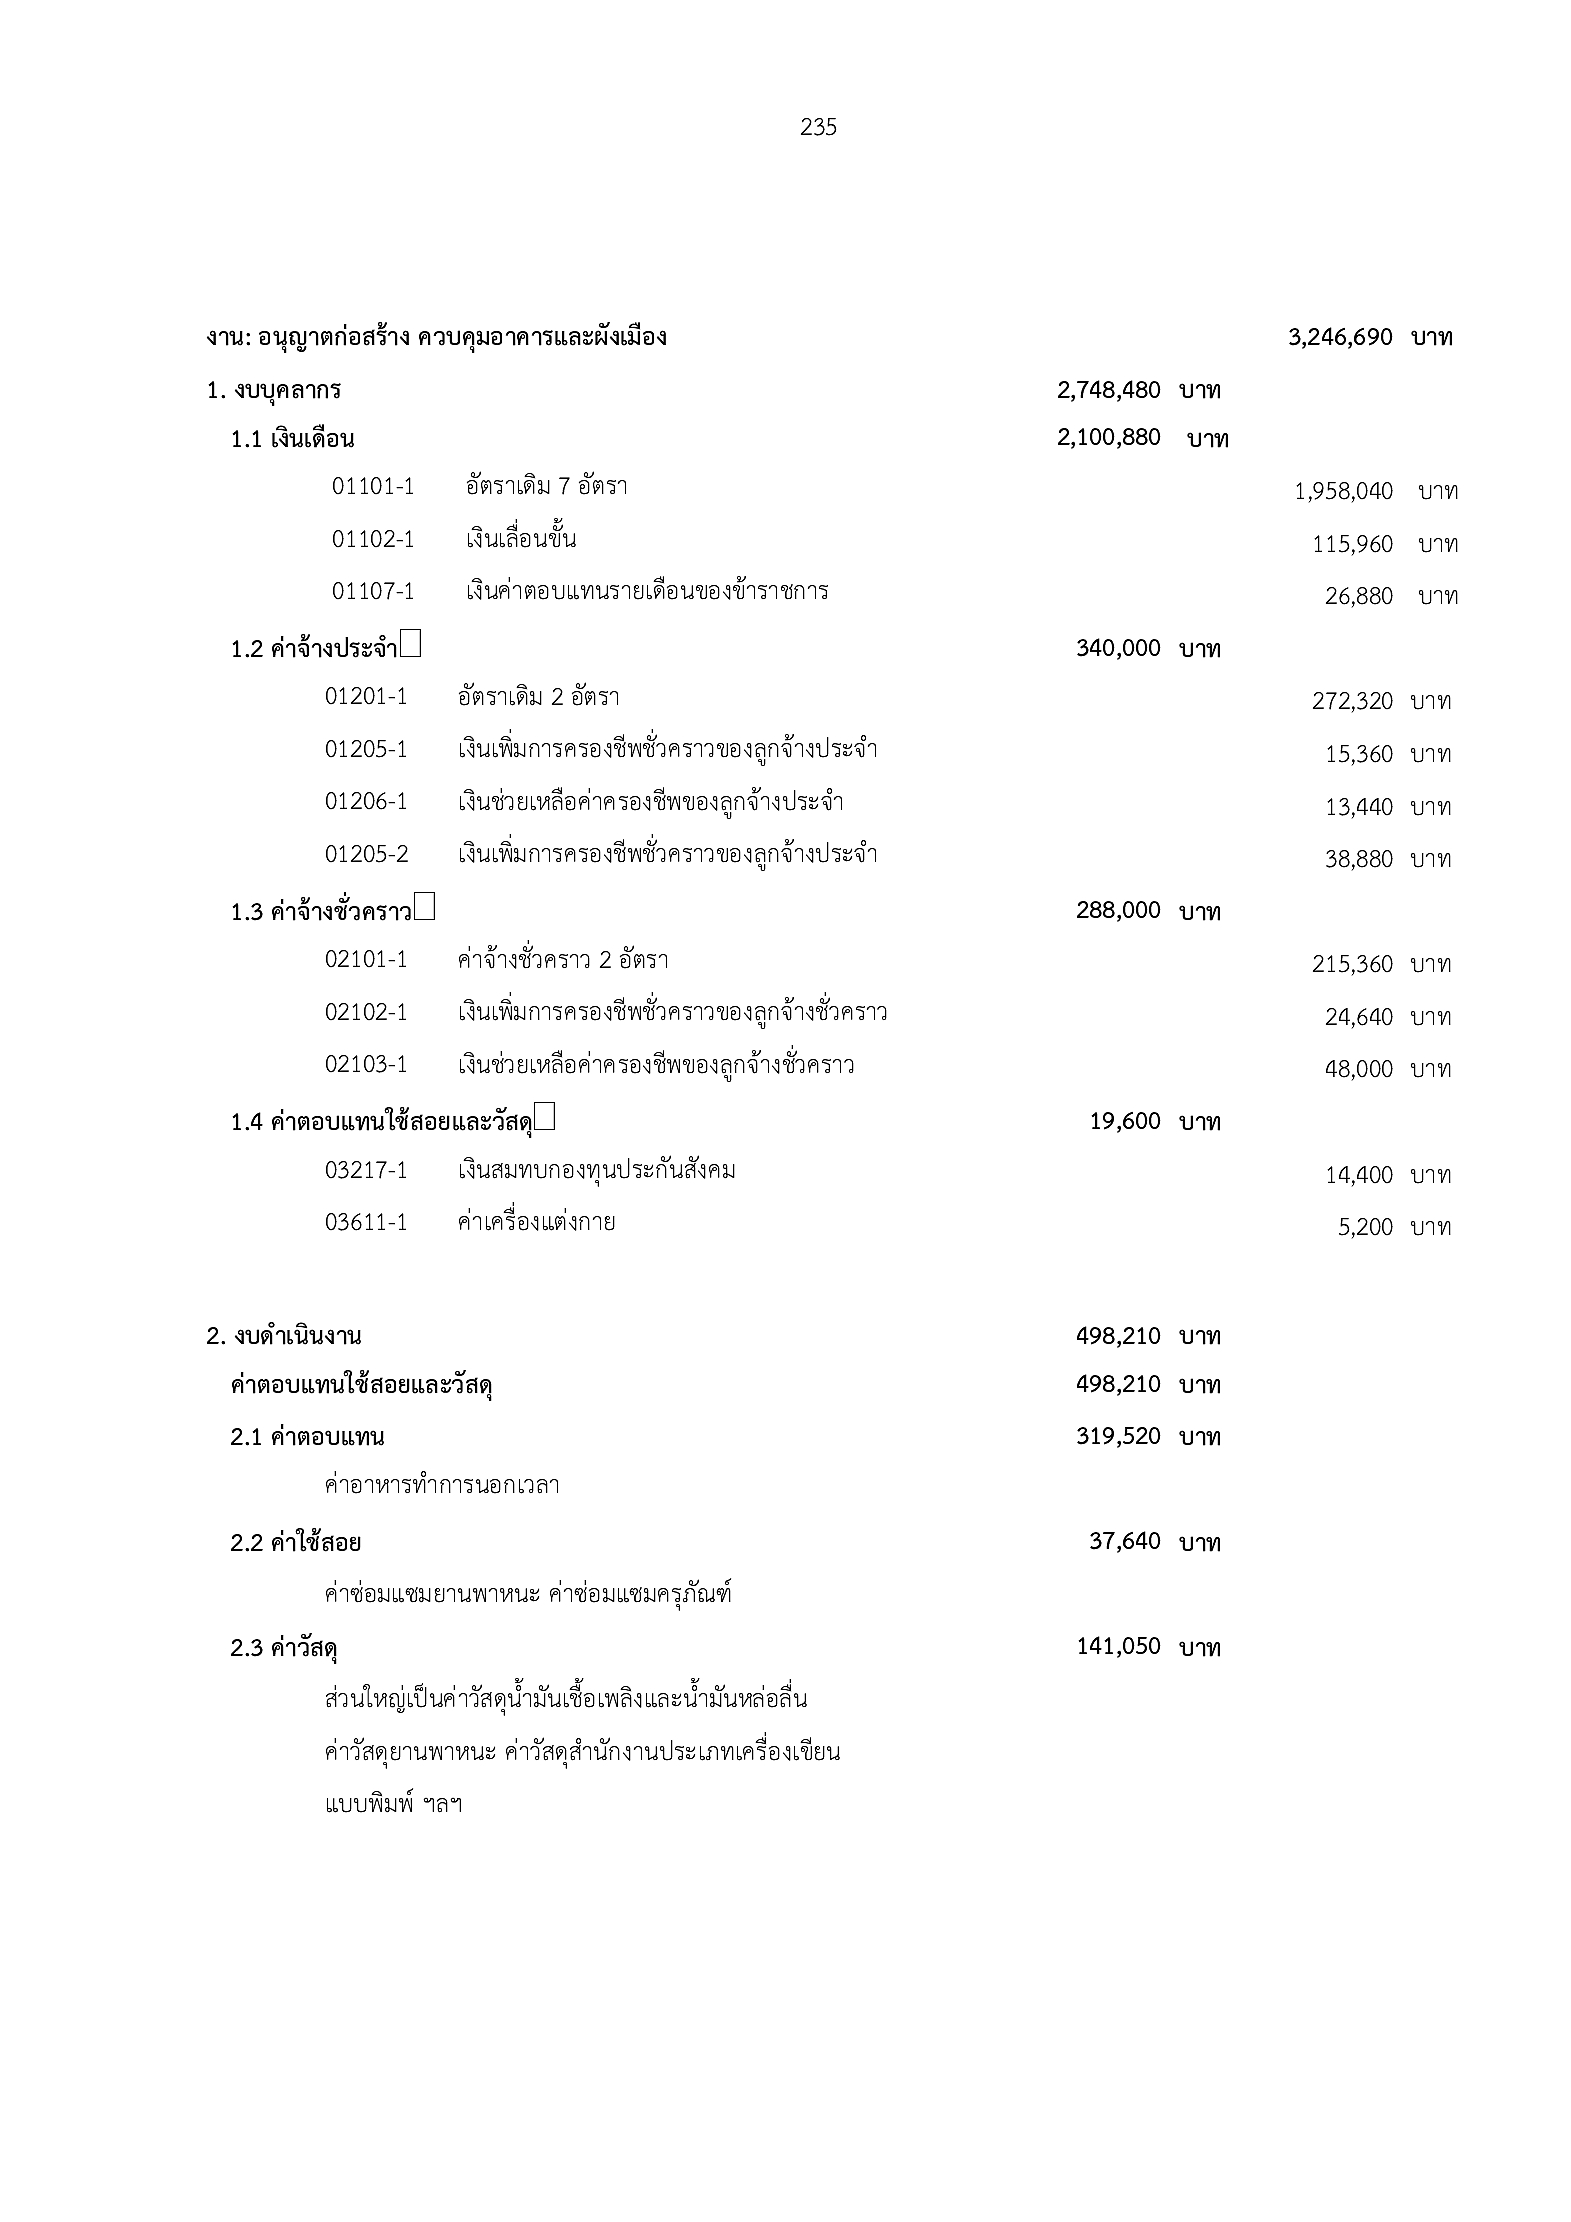 235
งาน: อนุญาตก่อสร้าง ควบคุมอาคารและผังเมือง 3,246,690 บาท
1. งบบุคลากร 2,748,480 บาท
1.1 เงินเดือน 2,100,880 บาท
01101-1 อัตราเดิม 7 อัตรา 1,958,040 บาท
01102-1 เงินเลื่อนขั้น 115,960 บาท
01107-1 เงินค่าตอบแทนรายเดือนของข้าราชการ 26,880 บาท
1.2 ค่าจ้างประจำ 340,000 บาท
01201-1 อัตราเดิม 2 อัตรา 272,320 บาท
01205-1 เงินเพิ่มการครองชีพชั่วคราวของลูกจ้างประจำ 15,360 บาท
01206-1 เงินช่วยเหลือค่าครองชีพของลูกจ้างประจำ 13,440 บาท
01205-2 เงินเพิ่มการครองชีพชั่วคราวของลูกจ้างประจำ 38,880 บาท
1.3 ค่าจ้างชั่วคราว 288,000 บาท
02101-1 ค่าจ้างชั่วคราว 2 อัตรา 215,360 บาท
02102-1 เงินเพิ่มการครองชีพชั่วคราวของลูกจ้างชั่วคราว 24,640 บาท
02103-1 เงินช่วยเหลือค่าครองชีพของลูกจ้างชั่วคราว 48,000 บาท
1.4 ค่าตอบแทนใช้สอยและวัสดุ 19,600 บาท
03217-1 เงินสมทบกองทุนประกันสังคม 14,400 บาท
03611-1 ค่าเครื่องแต่งกาย 5,200 บาท
2. งบดำเนินงาน 498,210 บาท
ค่าตอบแทนใช้สอยและวัสดุ 498,210 บาท
2.1 ค่าตอบแทน 319,520 บาท
ค่าอาหารทำการนอกเวลา
2.2 ค่าใช้สอย 37,640 บาท
ค่าซ่อมแซมยานพาหนะ ค่าซ่อมแซมครุภัณฑ์
2.3 ค่าวัสดุ 141,050 บาท
ส่วนใหญ่เป็นค่าวัสดุน้ำมันเชื้อเพลิงและน้ำมันหล่อลื่น
ค่าวัสดุยานพาหนะ ค่าวัสดุสำนักงานประเภทเครื่องเขียน
แบบพิมพ์ ฯลฯ